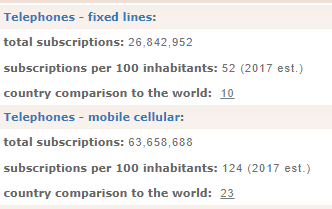 Telephones - fixed lines:
total subscriptions: 26,842,952
subscriptions per 100 inhabitants: 52 (2017 est.)
country comparison to the world: 10
Telephones - mobile cellular:
total subscriptions: 63,658,688
subscriptions per 100 inhabitants: 124 (2017 est.)
country comparison to the world: 23